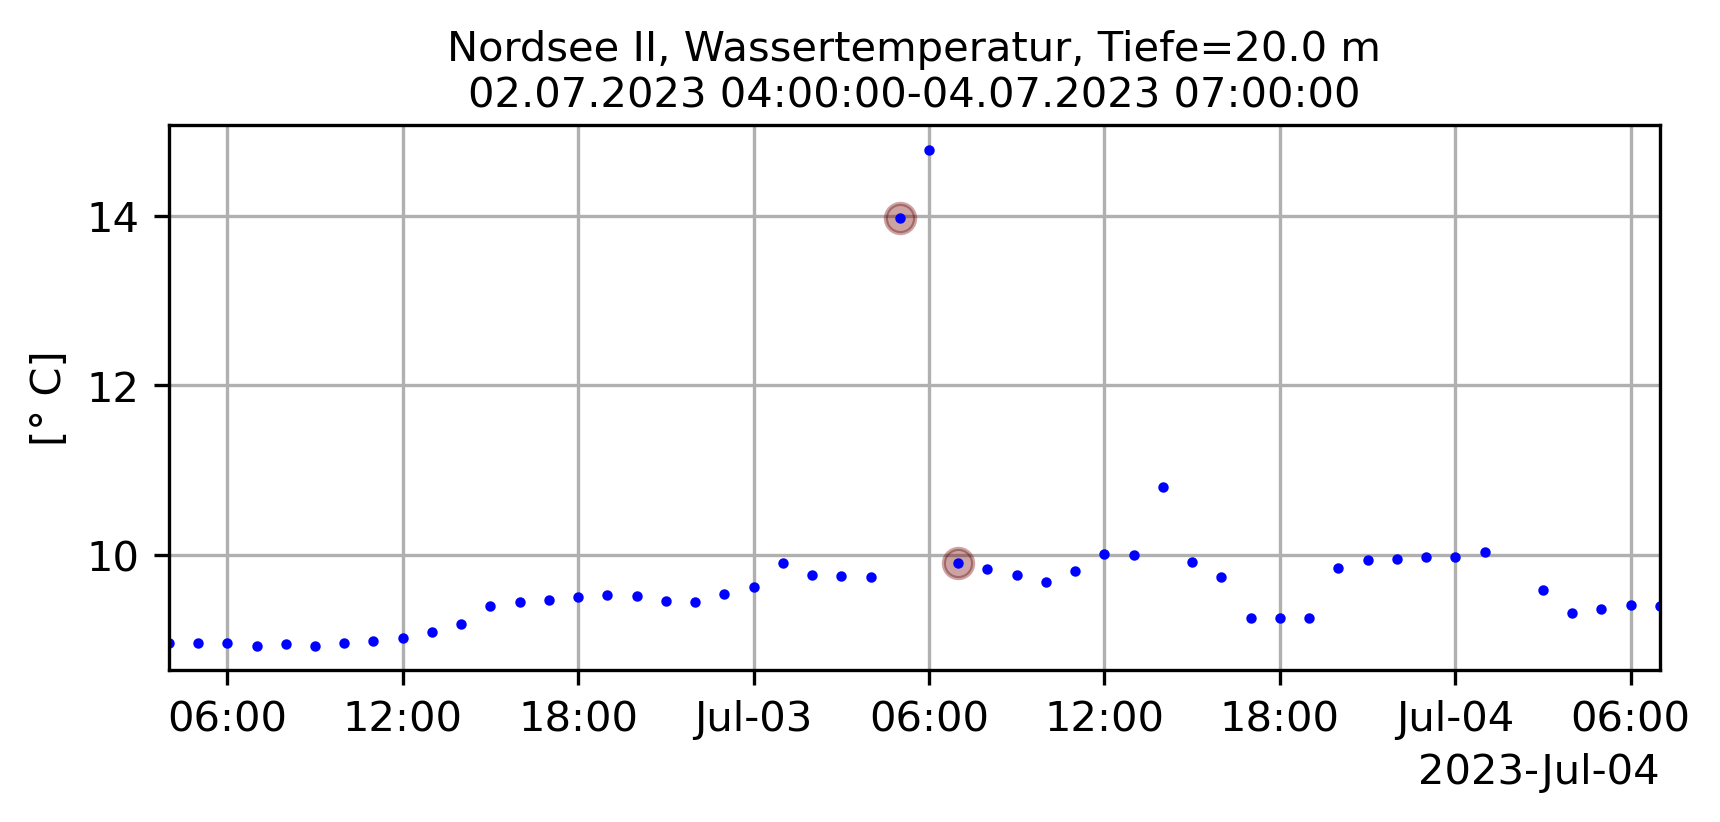 Nordsee II, Wassertemperatur, Tiefe=20.0 m
02.07.2023 04:00:00-04.07.2023 07:00:00
[° C]
14
12
10
06:00 12:00 18:00 Jul-03 06:00 12:00 18:00 Jul-04 06:00
2023-Jul-04